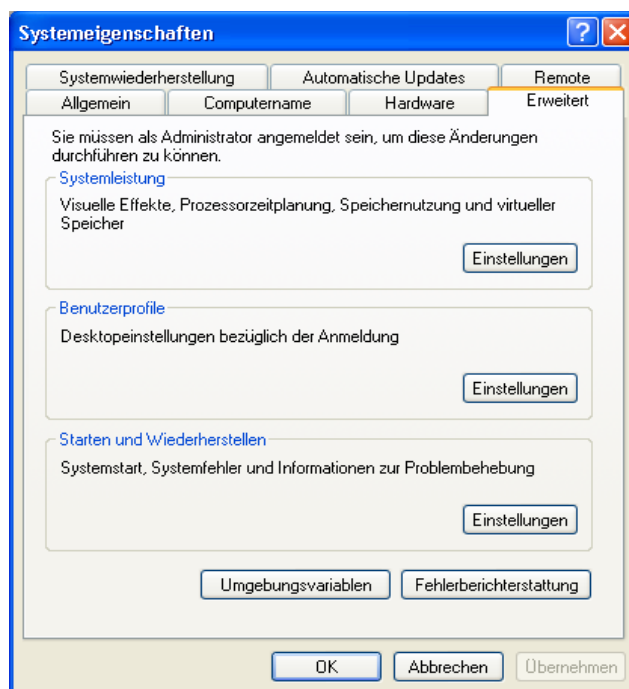 Systemeigenschaften
Systemwiederherstellung Automatische Updates Remote
Allgemein Computername Hardware Erweitert
Sie müssen als Administrator angemeldet sein, um diese Änderungen
durchführen zu können.
Systemleistung
Visuelle Effekte, Prozessorzeitplanung, Speichernutzung und virtueller
Speicher
Einstellungen
Benutzerprofile
Desktopeinstellungen bezüglich der Anmeldung
Einstellungen
Starten und Wiederherstellen
Systemstart, Systemfehler und Informationen zur Problembehebung
Einstellungen
Umgebungsvariablen Fehlerberichterstattung
OK Abbrechen Übernehmen